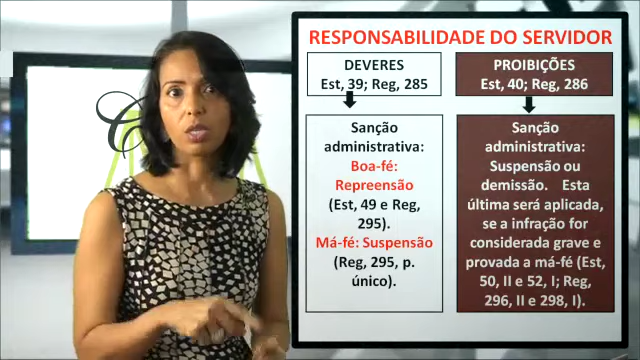 RESPONSABILIDADE DO SERVIDOR
DEVERES
Est, 39; Reg, 285
PROIBIÇÕES
Est, 40; Reg, 286
Sanção
administrativa:
Boa-fé:
Repreensão
(Est, 49 e Reg,
295).
Má-fé: Suspensão
(Reg, 295, p.
único).
Sanção
administrativa:
Suspensão ou
demissão. Esta
última será aplicada,
se a infração for
considerada grave e
provada a má-fé (Est,
50, II e 52, I; Reg,
296, II e 298, I).